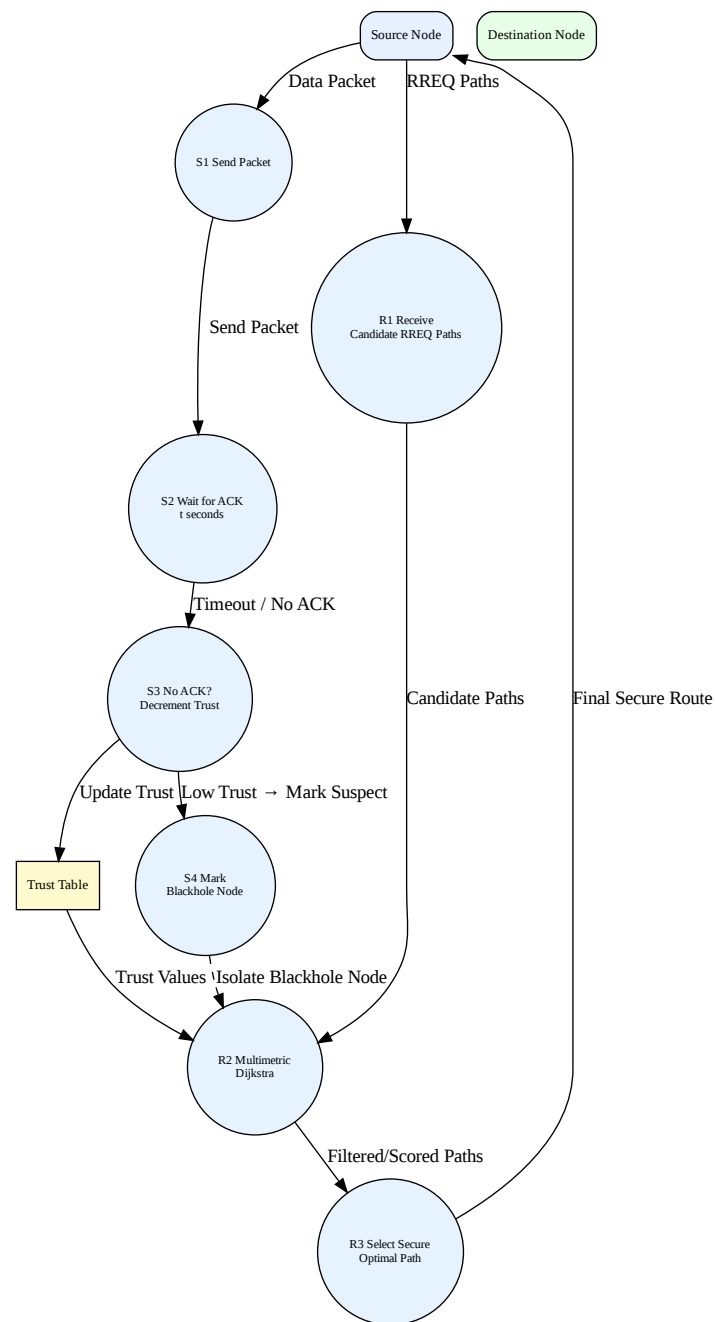 Source Node
Destination Node
Data Packet
RREQ Paths
S1 Send Packet
R1 Receive
Candidate RREQ Paths
Send Packet
S2 Wait for ACK
t seconds
Timeout / No ACK
S3 No ACK?
Decrement Trust
Candidate Paths
Final Secure Route
Update Trust
Low Trust → Mark Suspect
Trust Table
S4 Mark
Blackhole Node
Trust Values
Isolate Blackhole Node
R2 Multimetric
Dijkstra
Filtered/Scored Paths
R3 Select Secure
Optimal Path